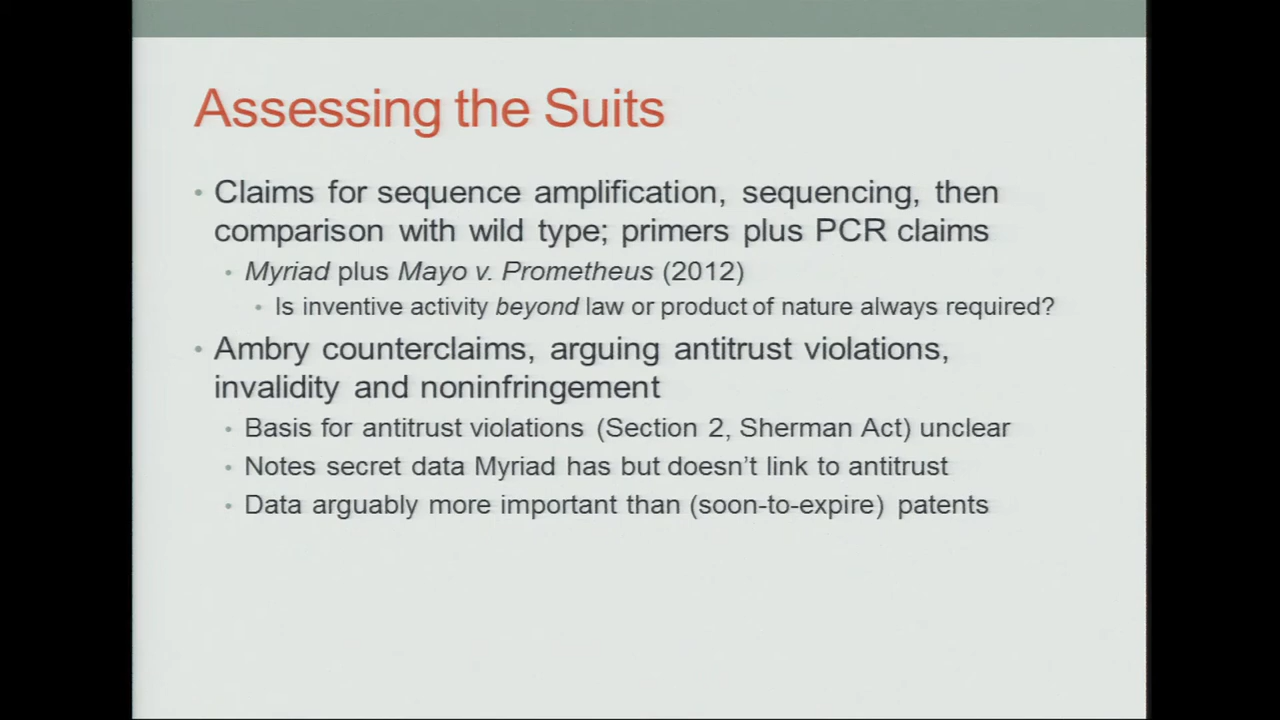 Assessing the Suits
• Claims for sequence amplification, sequencing, then
comparison with wild type; primers plus PCR claims
• Myriad plus Mayo v. Prometheus (2012)
• Is inventive activity beyond law or product of nature always required?
• Ambry counterclaims, arguing antitrust violations,
invalidity and noninfringement
• Basis for antitrust violations (Section 2, Sherman Act) unclear
• Notes secret data Myriad has but doesn't link to antitrust
• Data arguably more important than (soon-to-expire) patents